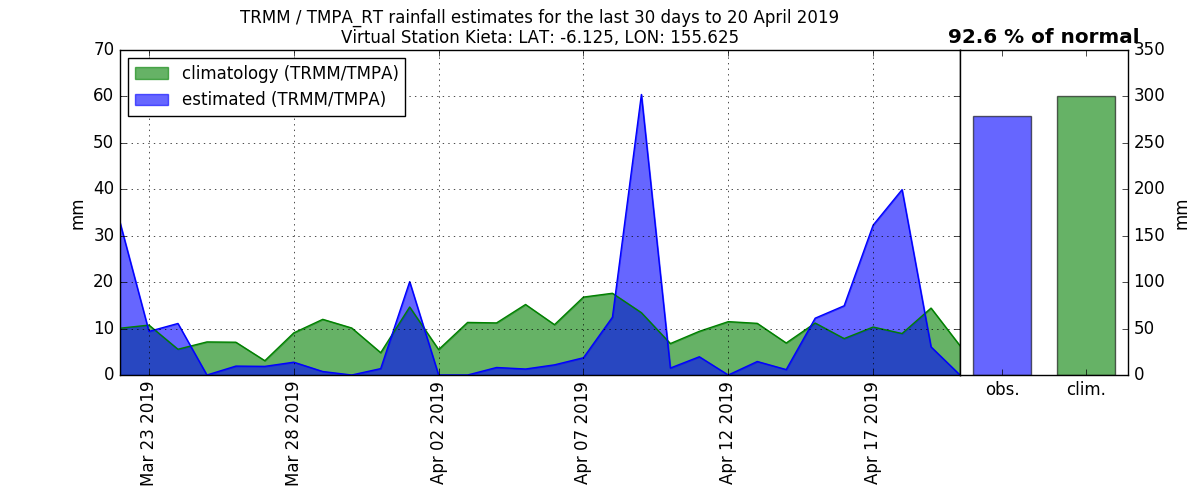 TRMM / TMPA_RT rainfall estimates for the last 30 days to 20 April 2019
Virtual Station Kieta: LAT: -6.125, LON: 155.625
92.6 % of normal
climatology (TRMM/TMPA)
estimated (TRMM/TMPA)
70
60
50
40
30
20
10
0
mm
Mar 23 2019
Mar 28 2019
Apr 02 2019
Apr 07 2019
Apr 12 2019
Apr 17 2019
350
300
250
200
150
100
50
0
mm
obs.
clim.